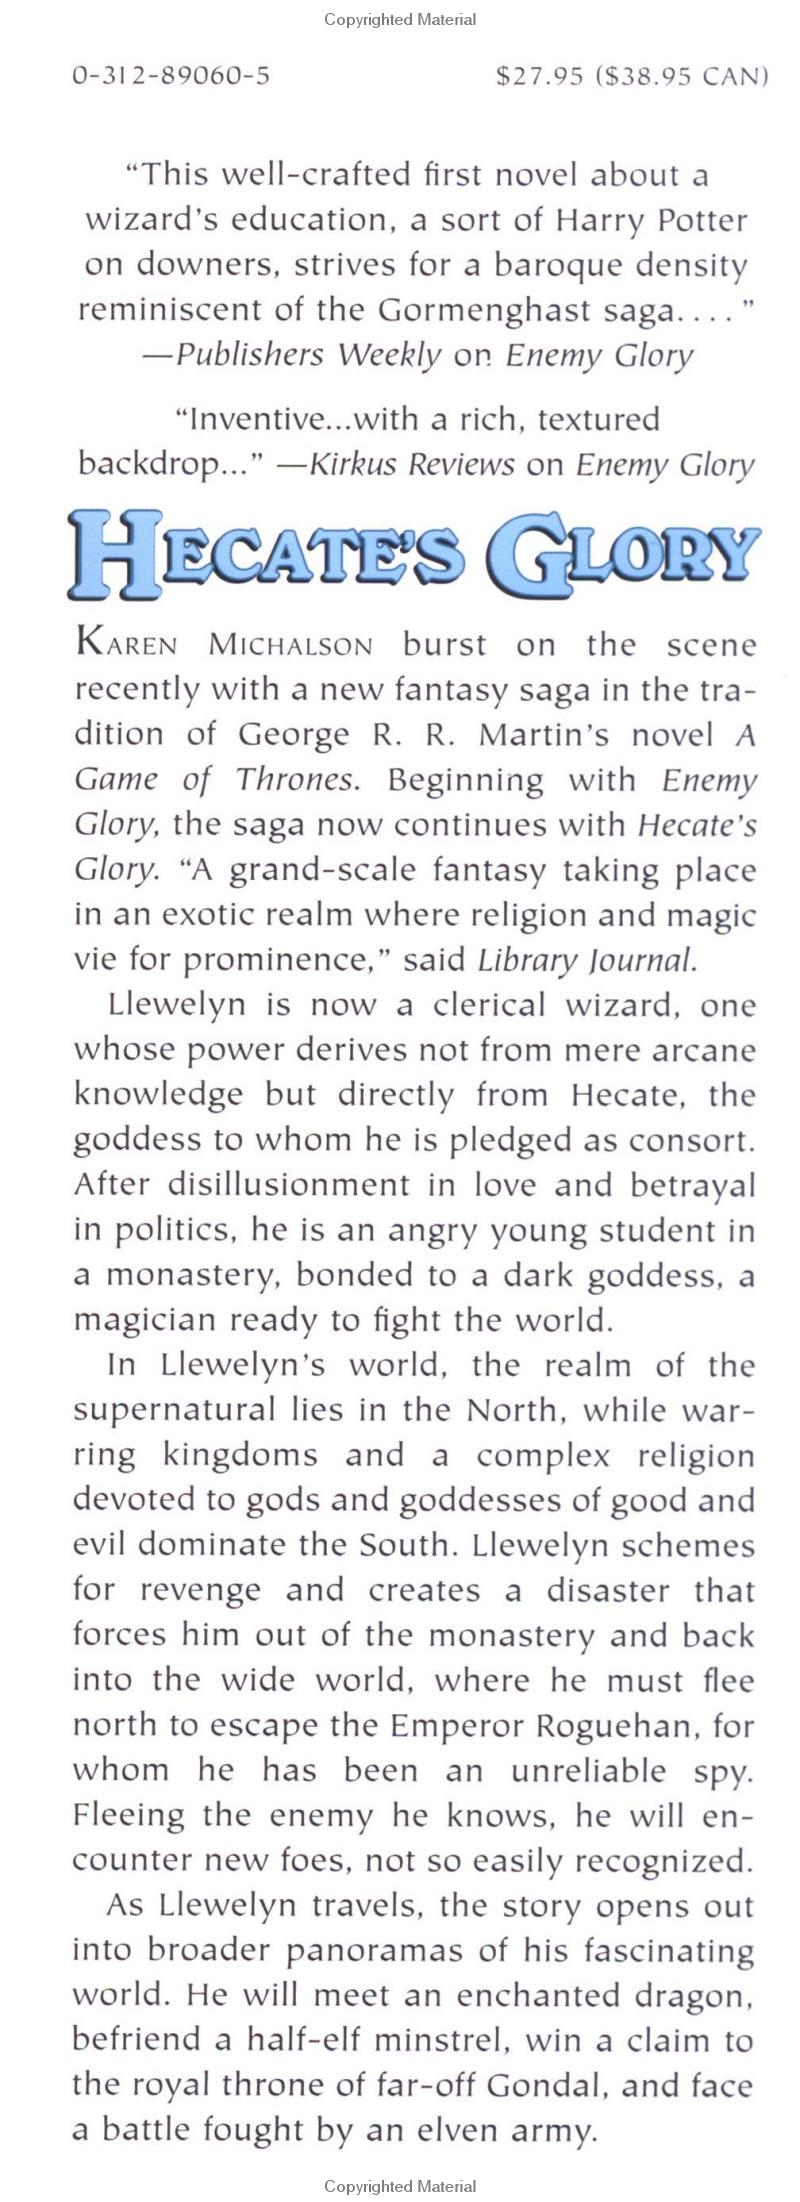 Copyrighted Material
0-312-89060-5 $27.95 ($38.95 CAN)
“This well-crafted first novel about a
wizard’s education, a sort of Harry Potter
on downers, strives for a baroque density
reminiscent of the Gormenghast saga....”
—Publishers Weekly on Enemy Glory
“Inventive...with a rich, textured
backdrop...” —Kirkus Reviews on Enemy Glory
HECATE’S GLORY
KAREN MICHALSON burst on the scene
recently with a new fantasy saga in the tra-
dition of George R. R. Martin’s novel A
Game of Thrones. Beginning with Enemy
Glory, the saga now continues with Hecate’s
Glory. “A grand-scale fantasy taking place
in an exotic realm where religion and magic
vie for prominence,” said Library Journal.
Llewelyn is now a clerical wizard, one
whose power derives not from mere arcane
knowledge but directly from Hecate, the
goddess to whom he is pledged as consort.
After disillusionment in love and betrayal
in politics, he is an angry young student in
a monastery, bonded to a dark goddess, a
magician ready to fight the world.
In Llewelyn’s world, the realm of the
supernatural lies in the North, while war-
ring kingdoms and a complex religion
devoted to gods and goddesses of good and
evil dominate the South. Llewelyn schemes
for revenge and creates a disaster that
forces him out of the monastery and back
into the wide world, where he must flee
north to escape the Emperor Roguehan, for
whom he has been an unreliable spy.
Fleeing the enemy he knows, he will en-
counter new foes, not so easily recognized.
As Llewelyn travels, the story opens out
into broader panoramas of his fascinating
world. He will meet an enchanted dragon,
befriend a half-elf minstrel, win a claim to
the royal throne of far-off Gondal, and face
a battle fought by an elven army.
Copyrighted Material